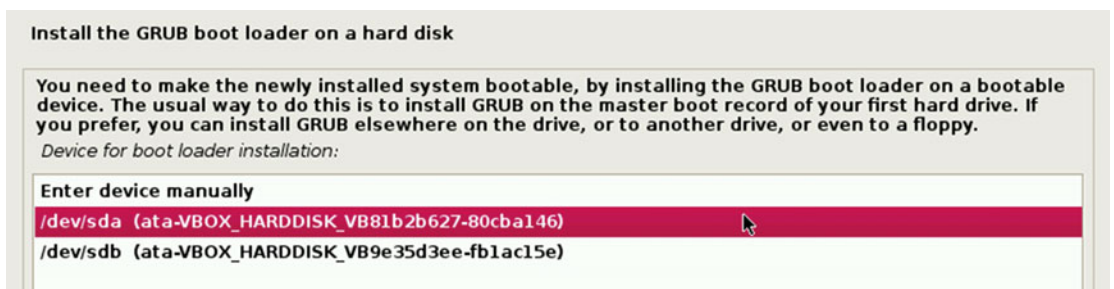 Install the GRUB boot loader on a hard disk
You need to make the newly installed system bootable, by installing the GRUB boot loader on a bootable
device. The usual way to do this is to install GRUB on the master boot record of your first hard drive. If
you prefer, you can install GRUB elsewhere on the drive, or to another drive, or even to a floppy.
Device for boot loader installation:
Enter device manually
/dev/sda (ata-VBOX_HARDDISK_VB81b2b627-80cba146)
/dev/sdb (ata-VBOX_HARDDISK_VB9e35d3ee-fb1ac15e)